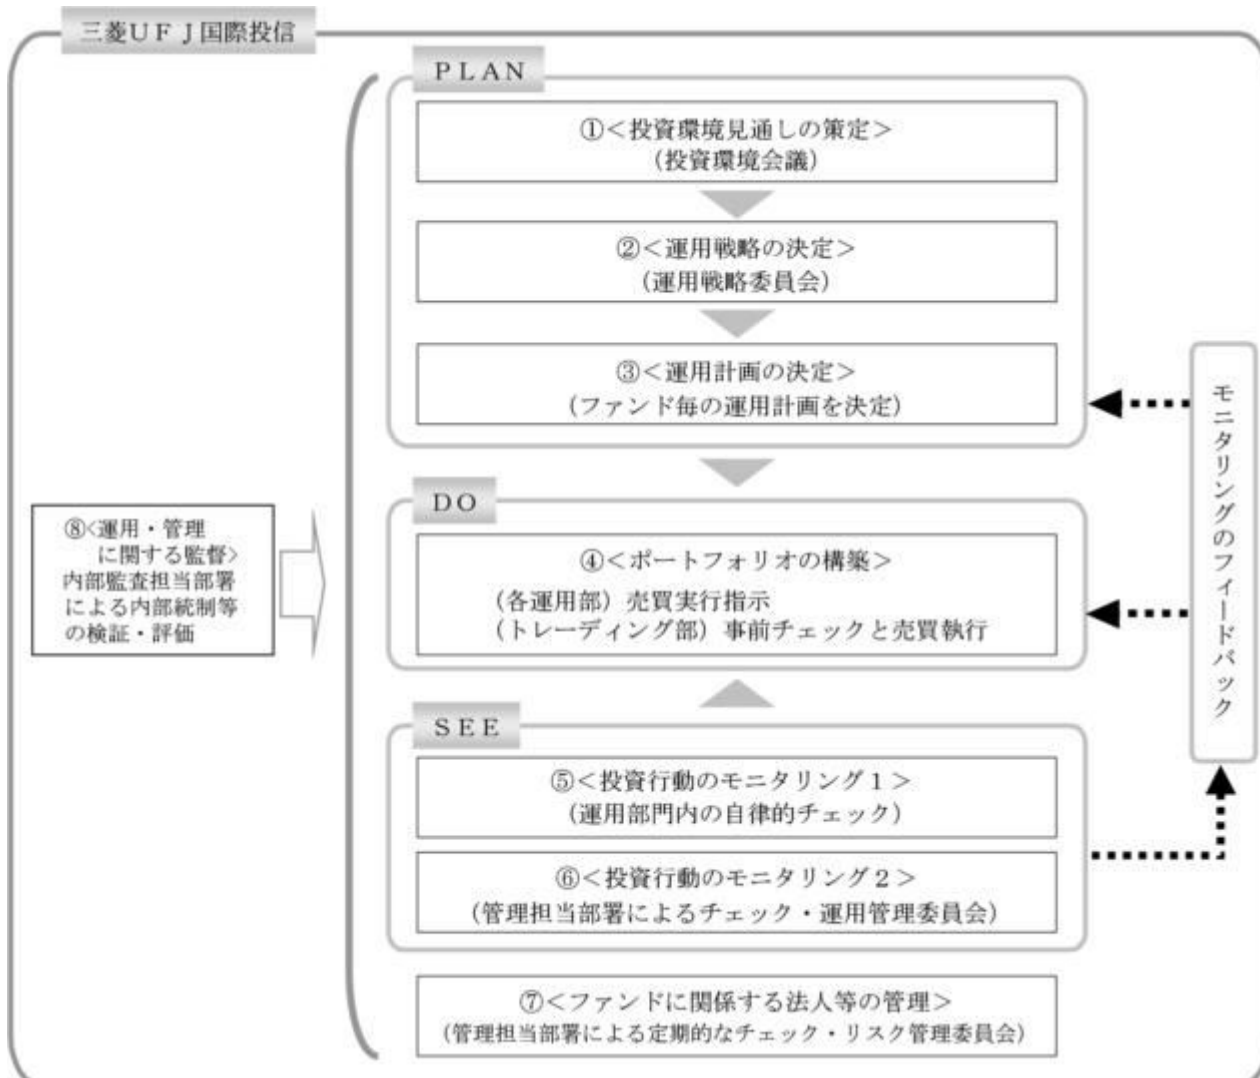 三菱ＵＦＪ国際投信
ＰＬＡＮ
①＜投資環境見通しの策定＞
（投資環境会議）
②＜運用戦略の決定＞
（運用戦略委員会）
③＜運用計画の決定＞
（ファンド毎の運用計画を決定）
ＤＯ
④＜ポートフォリオの構築＞
（各運用部）売買実行指示
（トレーディング部）事前チェックと売買執行
ＳＥＥ
⑤＜投資行動のモニタリング１＞
（運用部門内の自律的チェック）
⑥＜投資行動のモニタリング２＞
（管理担当部署によるチェック・運用管理委員会）
⑦＜ファンドに関係する法人等の管理＞
（管理担当部署による定期的なチェック・リスク管理委員会）
⑧<運用・管理
に関する監督>
内部監査担当部署
による内部統制等
の検証・評価
モニタリングのフィードバック